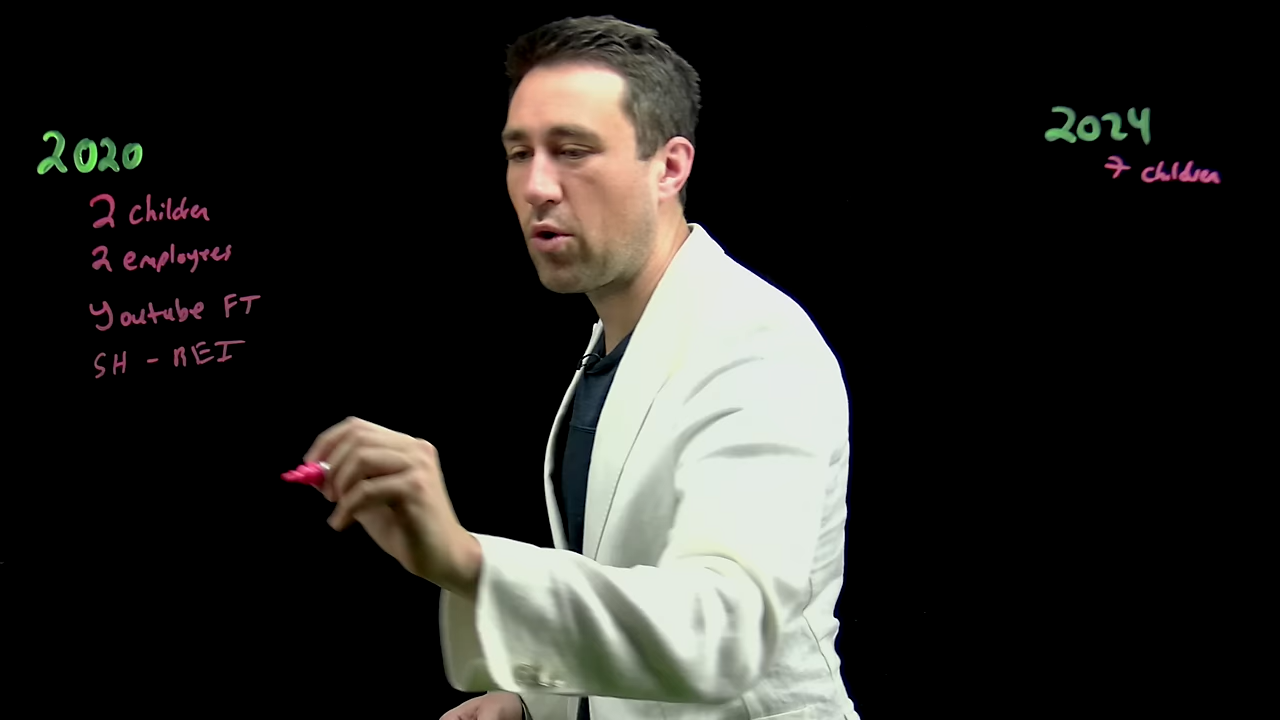 2020
2 children
2 employees
Youtube FT
SH - REI
2024
7 children